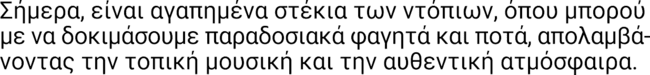 Σήμερα, είναι αγαπημένα στέκια των ντόπιων, όπου μπορού
με να δοκιμάσουμε παραδοσιακά φαγητά και ποτά, απολαμβά-
νοντας την τοπική μουσική και την αυθεντική ατμόσφαιρα.